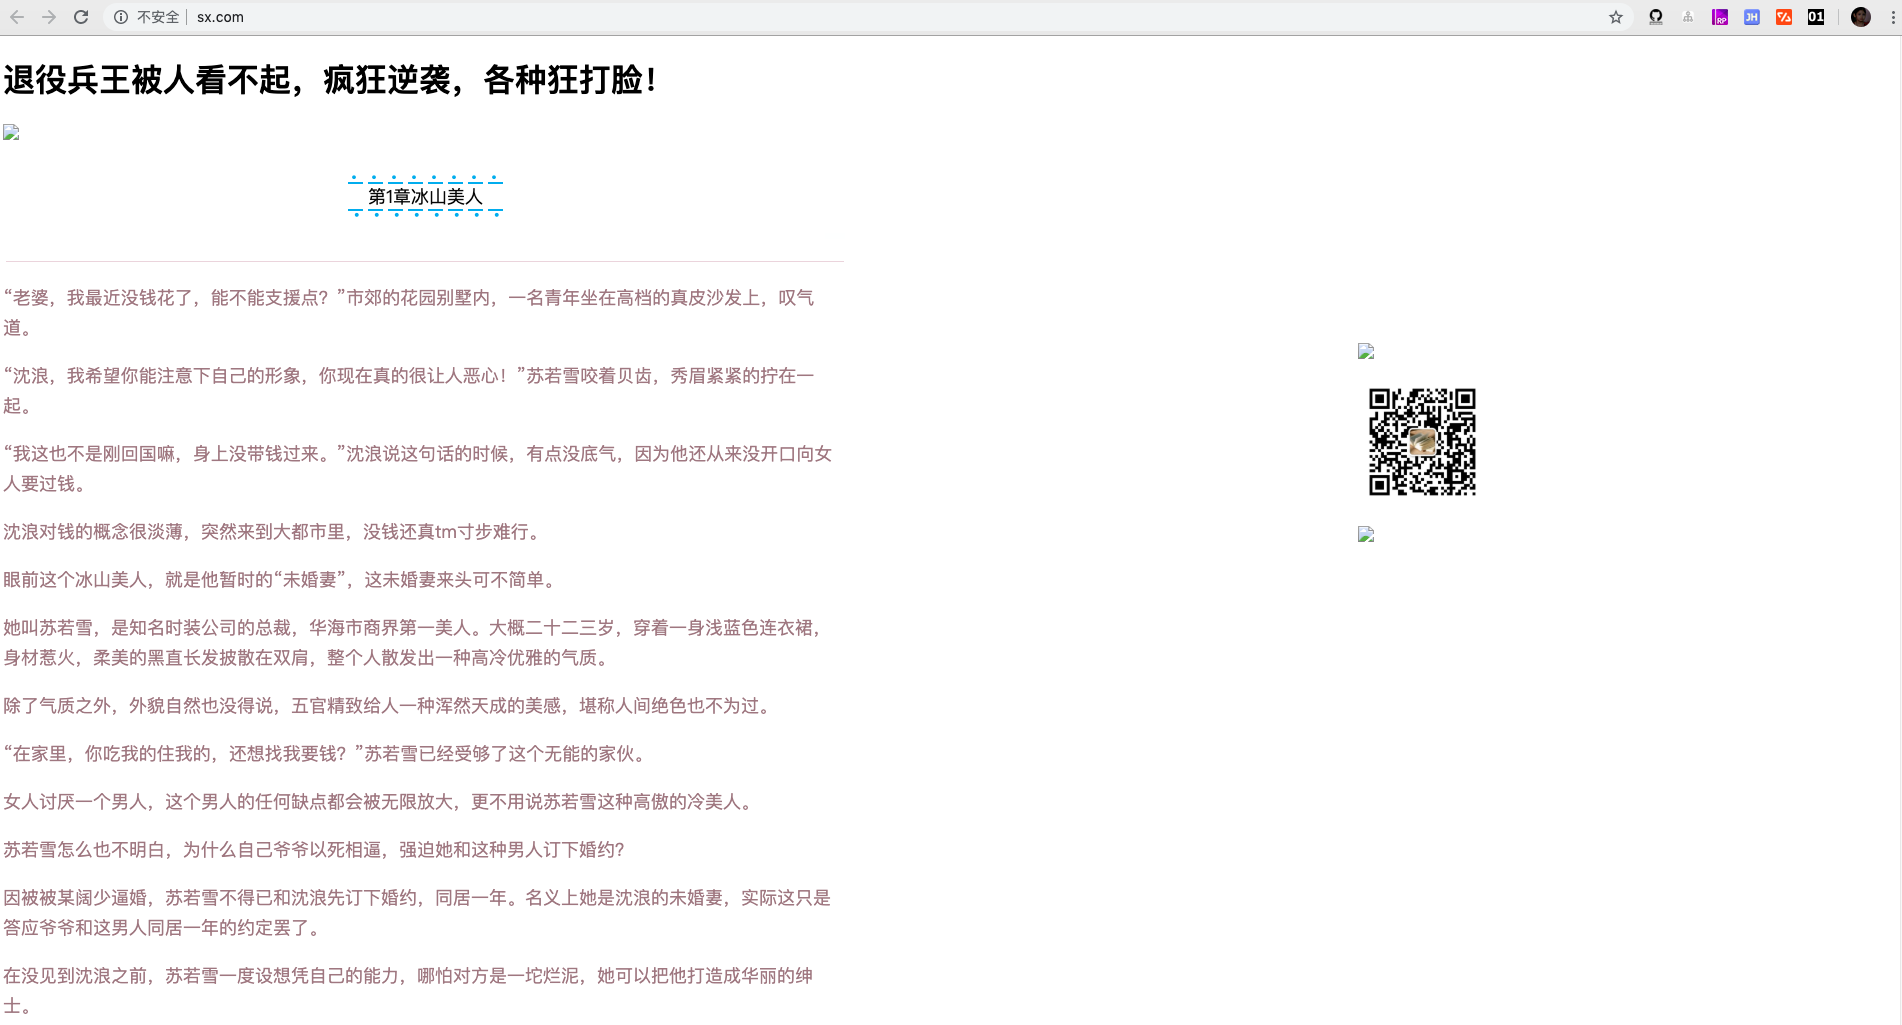 不安全 sx.com
退役兵王被人看不起，疯狂逆袭，各种狂打脸！
第1章冰山美人
“老婆，我最近没钱花了，能不能支援点？”市郊的花园别墅内，一名青年坐在高档的真皮沙发上，叹气
道。
“沈浪，我希望你能注意下自己的形象，你现在真的很让人恶心！”苏若雪咬着贝齿，秀眉紧紧的拧在一
起。
“我这也不是刚回国嘛，身上没带钱过来。”沈浪说这句话的时候，有点没底气，因为他还从来没开口向女
人要过钱。
沈浪对钱的概念很淡薄，突然来到大都市里，没钱还真tm寸步难行。
眼前这个冰山美人，就是他暂时的“未婚妻”，这未婚妻来头可不简单。
她叫苏若雪，是知名时装公司的总裁，华海市商界第一美人。大概二十二三岁，穿着一身浅蓝色连衣裙，
身材惹火，柔美的黑直长发披散在双肩，整个人散发出一种高冷优雅的气质。
除了气质之外，外貌自然也没得说，五官精致给人一种浑然天成的美感，堪称人间绝色也不为过。
“在家里，你吃我的住我的，还想找我要钱？”苏若雪已经受够了这个无能的家伙。
女人讨厌一个男人，这个男人的任何缺点都会被无限放大，更不用说苏若雪这种高傲的冷美人。
苏若雪怎么也不明白，为什么自己爷爷以死相逼，强迫她和这种男人订下婚约？
因被被某阔少逼婚，苏若雪不得已和沈浪先订下婚约，同居一年。名义上她是沈浪的未婚妻，实际这只是
答应爷爷和这男人同居一年的约定罢了。
在没见到沈浪之前，苏若雪一度设想凭自己的能力，哪怕对方是一坨烂泥，她可以把他打造成华丽的绅
士。
RP
JH
01